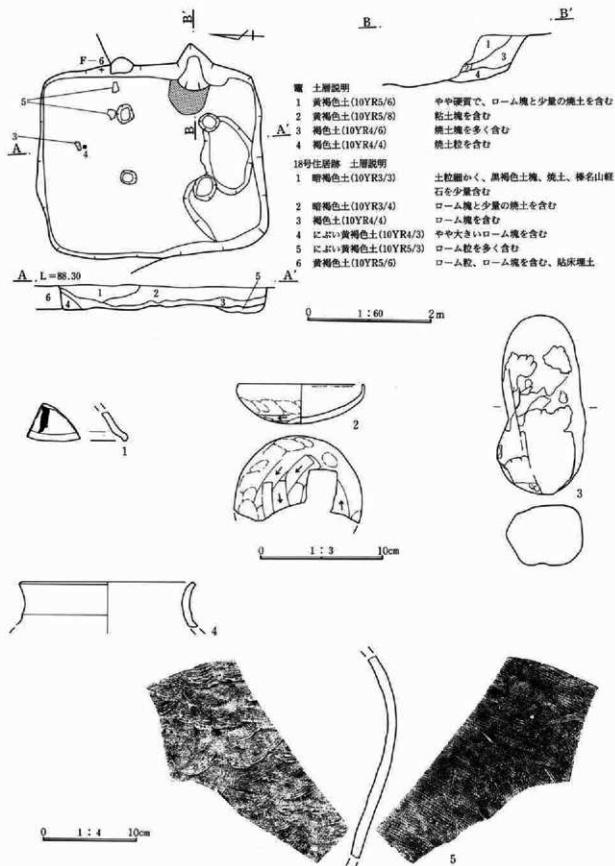 B B'
B B'
F-6
5
3
4
B
A A'
竈 土層説明
1 黄褐色土(10YR5/6) やや硬質で、ローム塊と少量の焼土を含む
2 黄褐色土(10YR5/8) 粘土塊を含む
3 褐色土(10YR4/6) 焼土塊を多く含む
4 褐色土(10YR4/4) 焼土粒を含む
18号住居跡 土層説明
1 暗褐色土(10YR3/3) 土粒細かく、黒褐色土塊、焼土、榛名山軽
石を少量含む
2 暗褐色土(10YR3/4) ローム塊と少量の焼土を含む
3 褐色土(10YR4/4) ローム塊を含む
4 にぶい黄褐色土(10YR4/3) やや大きいローム塊を含む
5 にぶい黄褐色土(10YR5/3) ローム粒を多く含む
6 黄褐色土(10YR5/6) ローム粒、ローム塊を含む、貼床埋土
1
3
4
A L=88.30 5 A'
6 4 1 2 3
0 1:60 2m
1
2
3
0 1:3 10cm
4
0 1:4 10cm
5